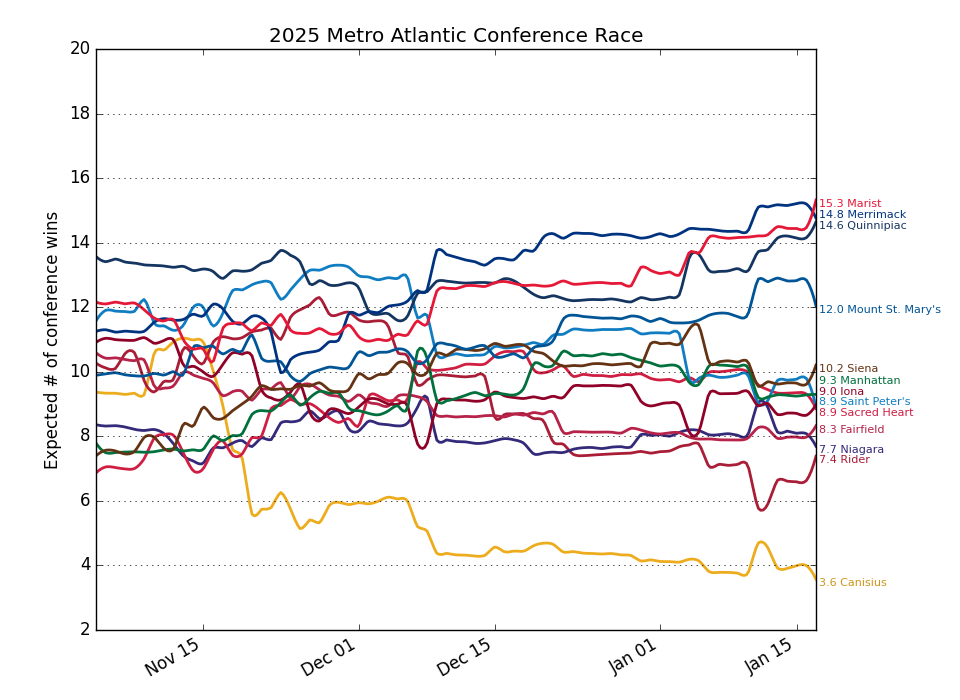 2025 Metro Atlantic Conference Race
Expected # of conference wins
20
18
16
14
12
10
8
6
4
2
Nov 15
Dec 01
Dec 15
Jan 01
Jan 15
15.3 Marist
14.8 Merrimack
14.6 Quinnipiac
12.0 Mount St. Mary's
10.2 Siena
9.3 Manhattan
9.0 Iona
8.9 Saint Peter's
8.9 Sacred Heart
8.3 Fairfield
7.7 Niagara
7.4 Rider
3.6 Canisius